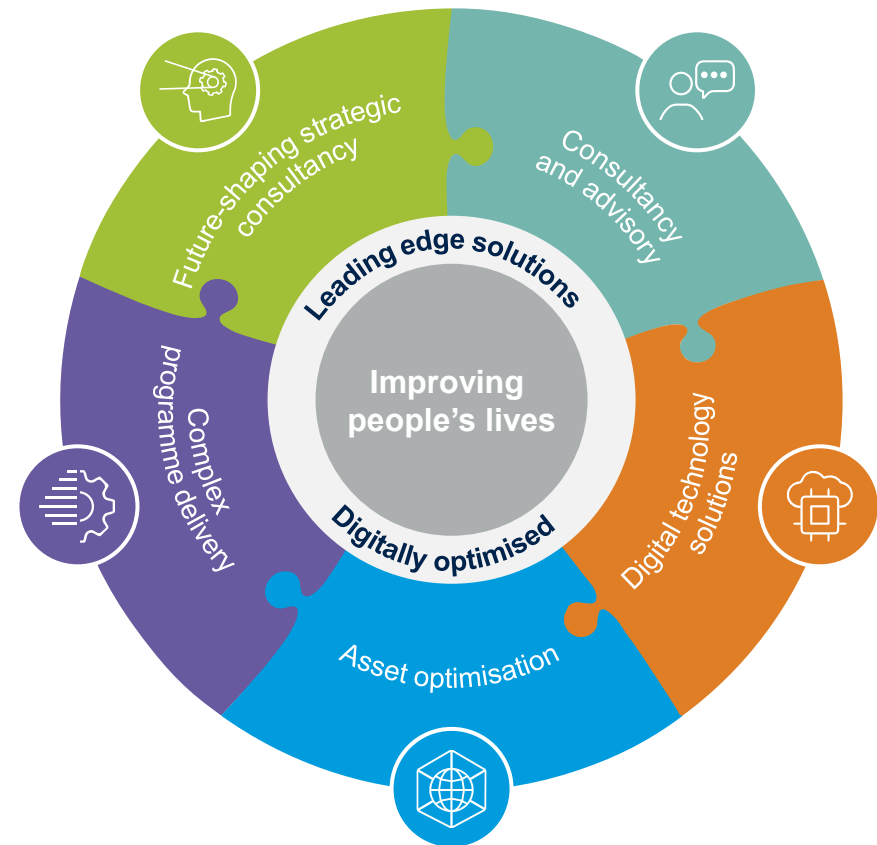 Future-shaping strategic
consultancy
Consultancy
and advisory
Leading edge solutions
Improving
people’s lives
Digitally optimised
Complex
programme delivery
Digital technology
solutions
Asset optimisation